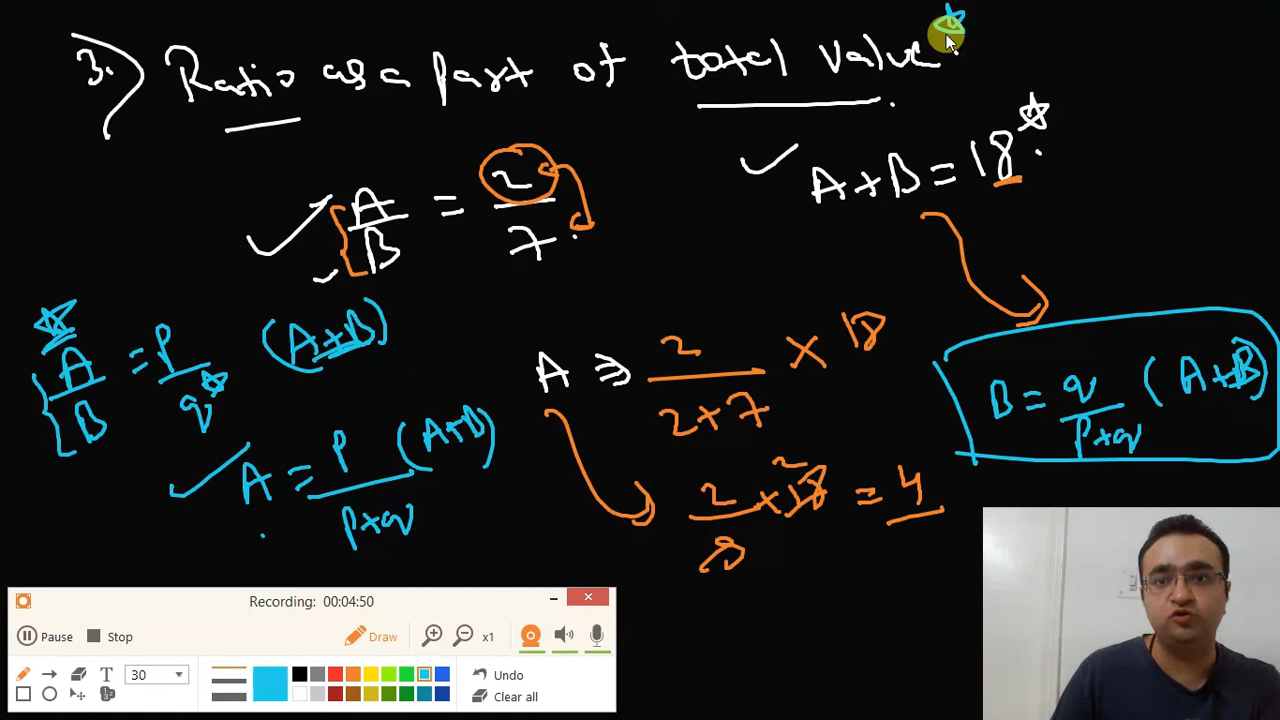 3.) Ratio as a part of total value.
A/B = 2/7
A+B = 18
A/B = P/q (A+B)
A = P/P+q (A+B)
A ⇒ 2/2+7 × 18
2/9 × 18 2 = 4
B = q/P+q (A+B)
Recording: 00:04:50
Pause Stop Draw x1
T 30 Undo
Clear all